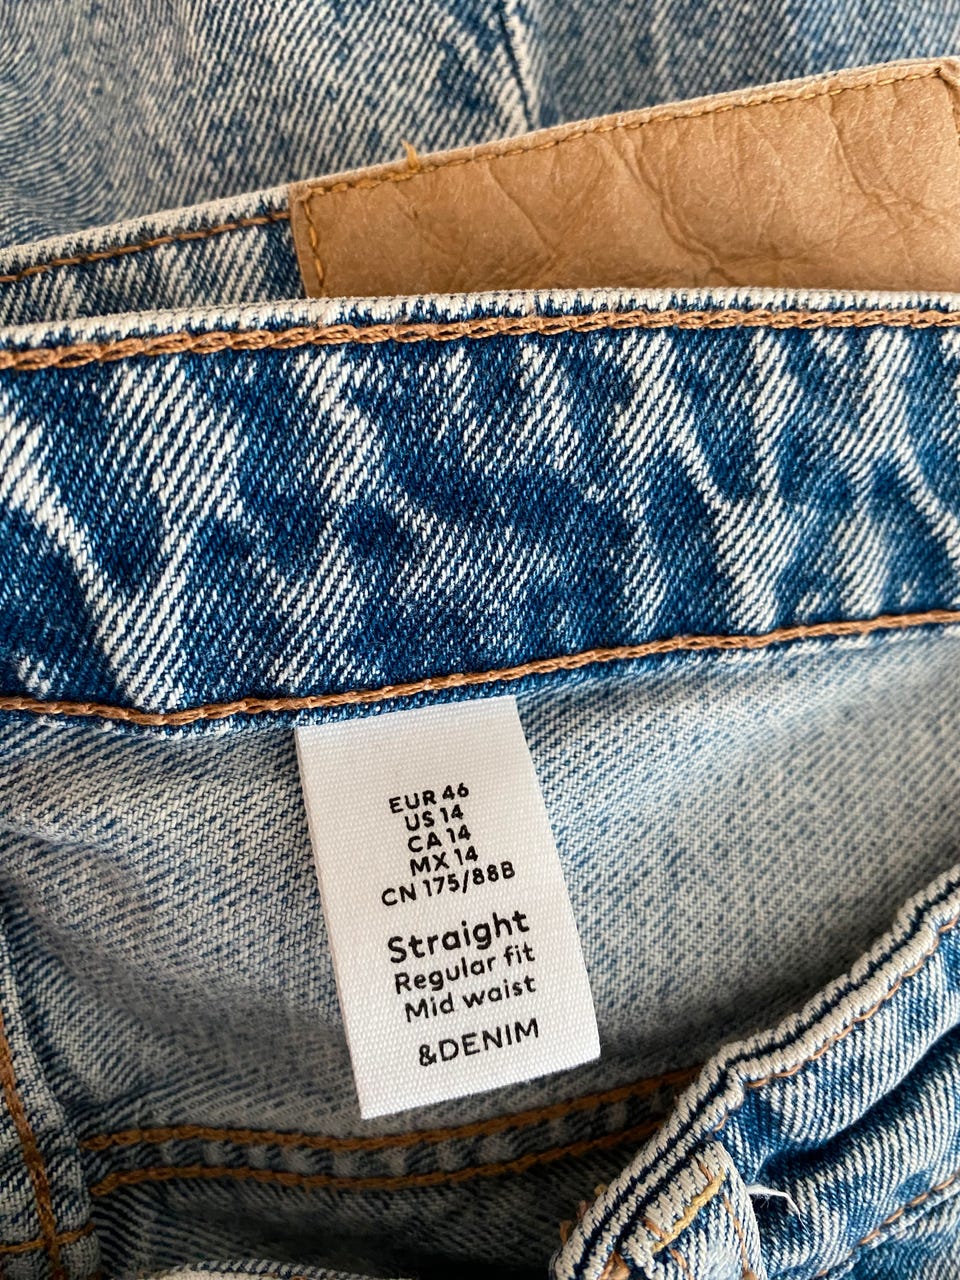 EUR 46
US 14
CA 14
MX 14
CN 175/88B
Straight
Regular fit
Mid waist
&DENIM